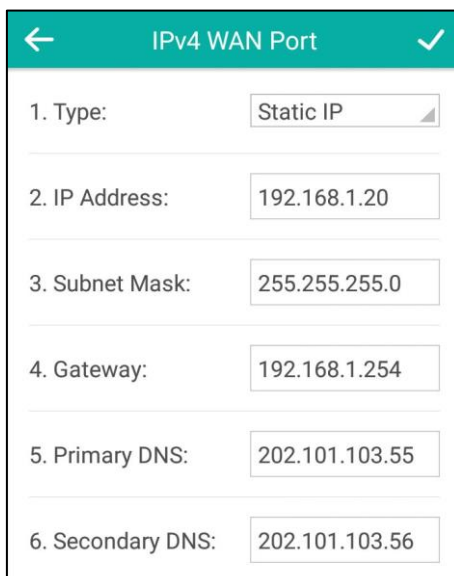 IPv4 WAN Port
1. Type: Static IP
2. IP Address: 192.168.1.20
3. Subnet Mask: 255.255.255.0
4. Gateway: 192.168.1.254
5. Primary DNS: 202.101.103.55
6. Secondary DNS: 202.101.103.56